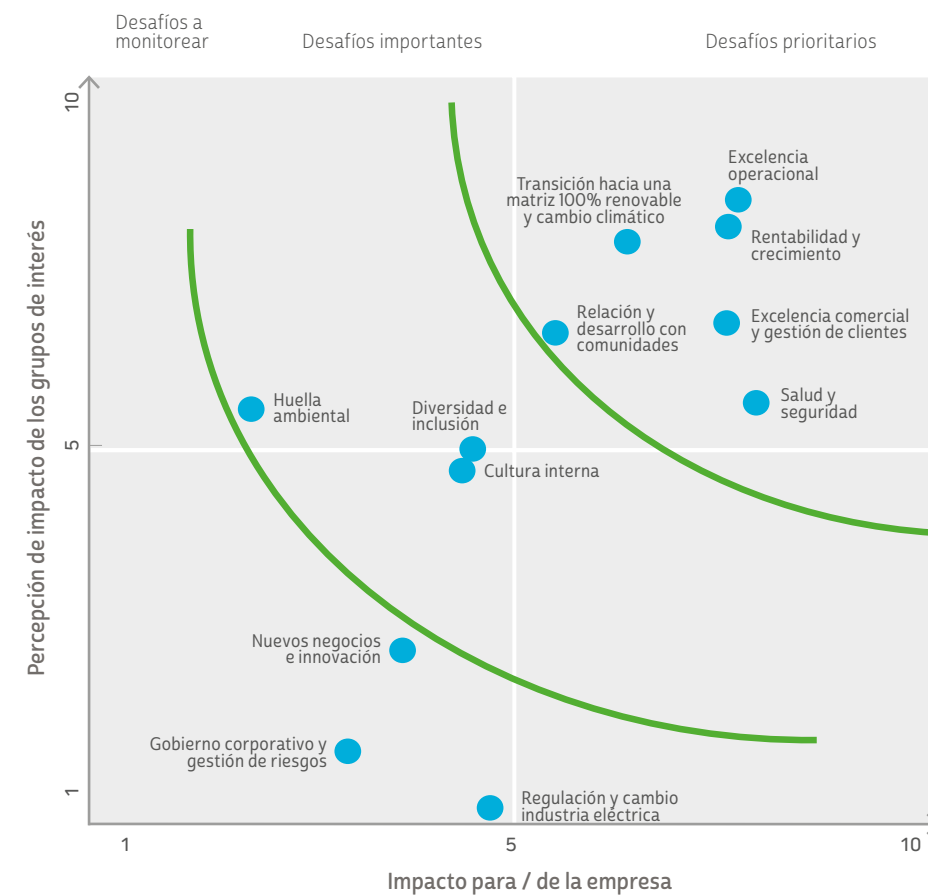 Desafíos a
monitorear
Desafíos importantes
Desafíos prioritarios
Percepción de impacto de los grupos de interés
10
5
1
Excelencia
operacional
Transición hacia una
matriz 100% renovable
y cambio climático
Rentabilidad y
crecimiento
Relación y
desarrollo con
comunidades
Excelencia comercial
y gestión de clientes
Salud y
seguridad
Huella
ambiental
Diversidad e
inclusión
Cultura interna
Nuevos negocios
e innovación
Gobierno corporativo y
gestión de riesgos
Regulación y cambio
industria eléctrica
1
5
10
Impacto para / de la empresa